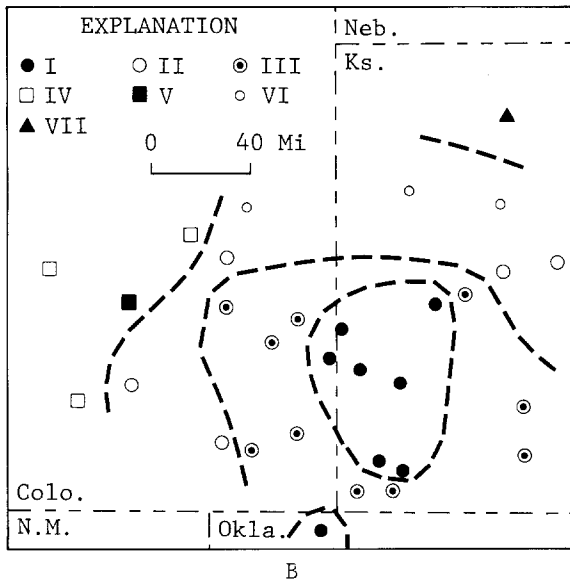 EXPLANATION
I II III
IV V VI
VII
0 40 Mi
Neb.
Ks.
Colo.
N.M.
Okla.
B